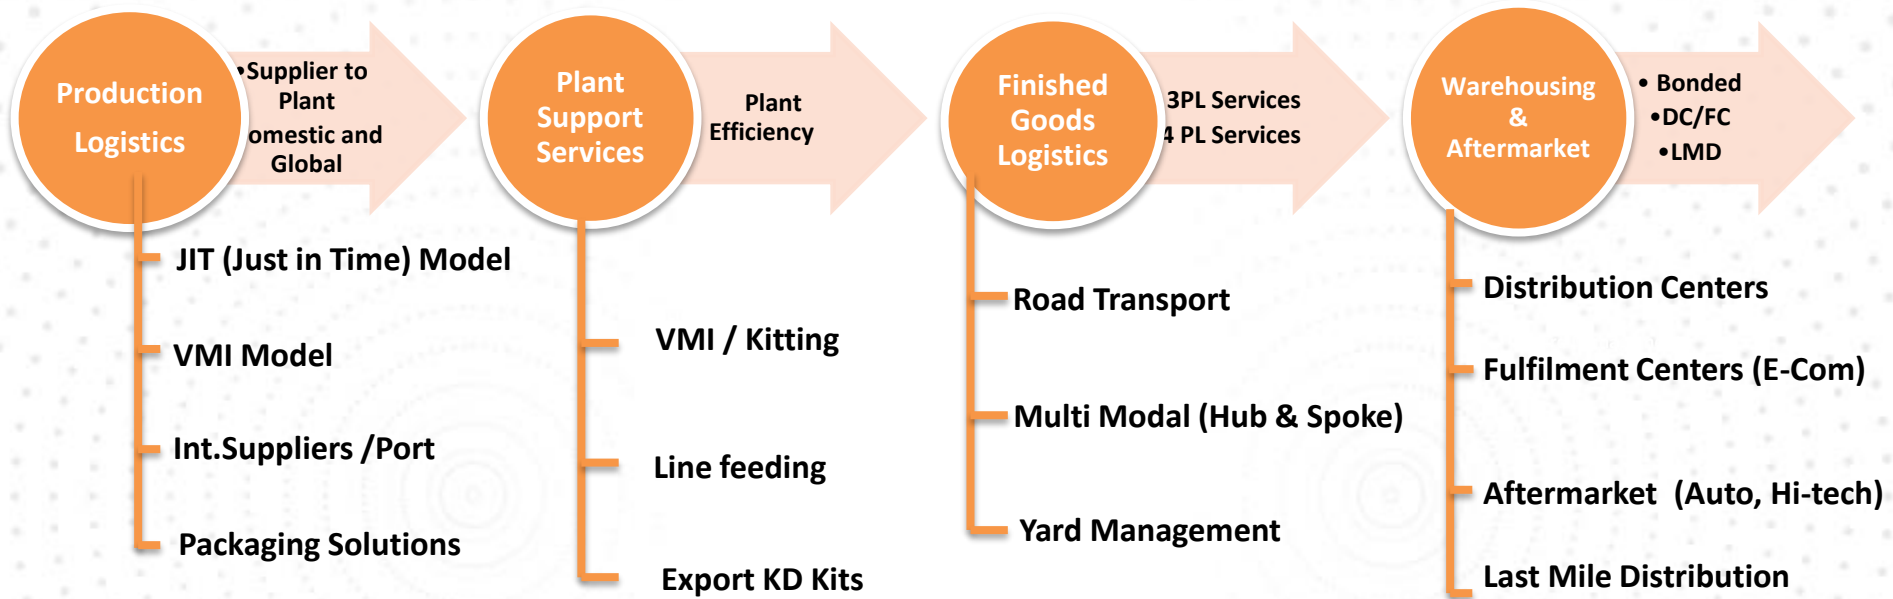 Production
Logistics
•Supplier to
Plant
omestic and
Global
JIT (Just in Time) Model
VMI Model
Int.Suppliers /Port
Packaging Solutions
Plant
Support
Services
Plant
Efficiency
VMI / Kitting
Line feeding
Export KD Kits
Finished
Goods
Logistics
3PL Services
4 PL Services
Road Transport
Multi Modal (Hub & Spoke)
Yard Management
Warehousing
&
Aftermarket
• Bonded
•DC/FC
•LMD
Distribution Centers
Fulfilment Centers (E-Com)
Aftermarket (Auto, Hi-tech)
Last Mile Distribution